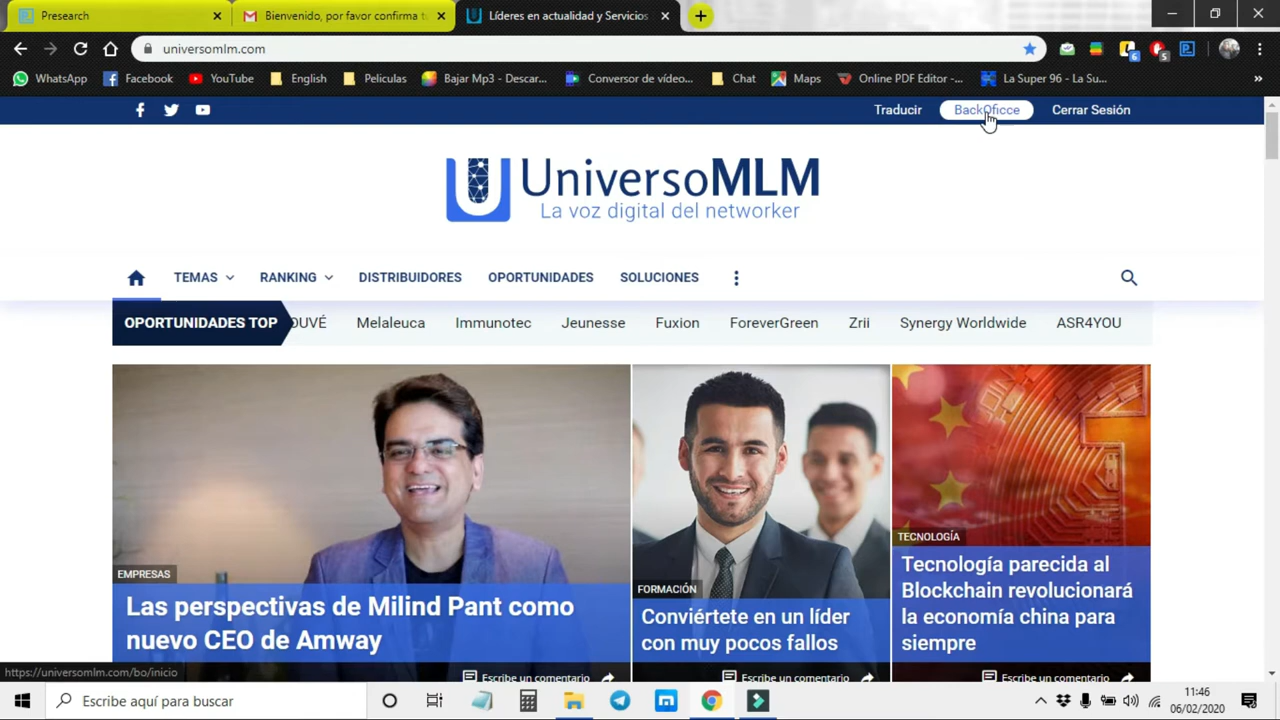 Presearch
Bienvenido, por favor confirma t
Líderes en actualidad y Servicios
universomlm.com
6
5
WhatsApp
Facebook
YouTube
English
Peliculas
Bajar Mp3 - Descar...
Conversor de vídeo...
Chat
Maps
Online PDF Editor -...
La Super 96 - La Su...
Traducir
BackOficce
Cerrar Sesión
UniversoMLM
La voz digital del networker
TEMAS
RANKING
DISTRIBUIDORES
OPORTUNIDADES
SOLUCIONES
OPORTUNIDADES TOP
OUVÉ
Melaleuca
Immunotec
Jeunesse
Fuxion
ForeverGreen
Zrii
Synergy Worldwide
ASR4YOU
EMPRESAS
Las perspectivas de Milind Pant como
nuevo CEO de Amway
Escribe un comentario
FORMACIÓN
Conviértete en un líder
con muy pocos fallos
Escribe un comentario
TECNOLOGÍA
Tecnología parecida al
Blockchain revolucionará
la economía china para
siempre
Escribe un comentario
https://universomlm.com/bo/inicio
Escribe aquí para buscar
11:46
06/02/2020